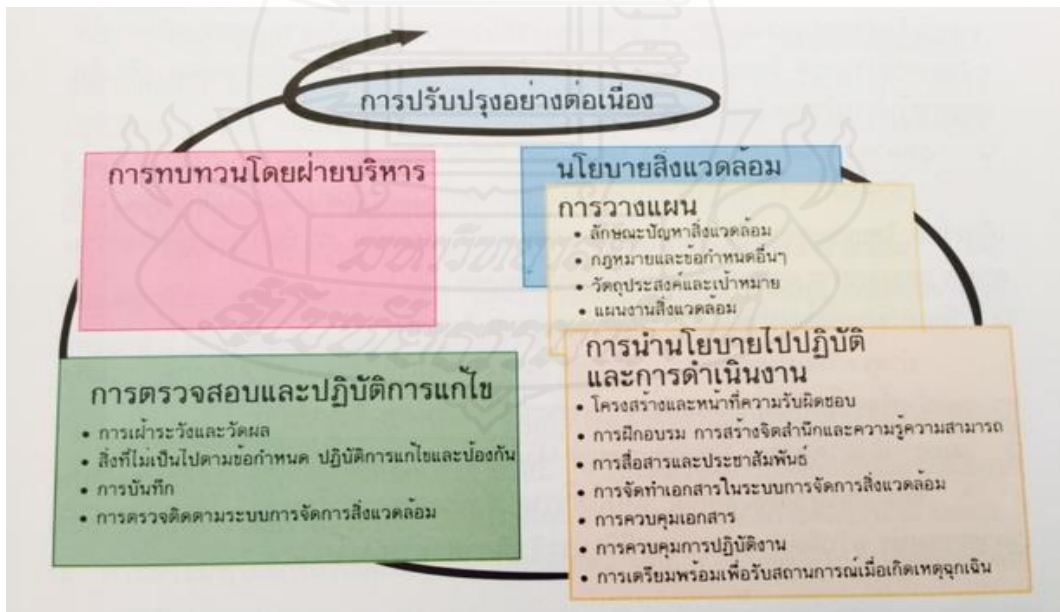 การปรับปรุงอย่างต่อเนื่อง
การทบทวนโดยฝ่ายบริหาร
นโยบายสิ่งแวดล้อม
การวางแผน
• ลักษณะปัญหาสิ่งแวดล้อม
• กฎหมายและข้อกำหนดอื่นๆ
• วัตถุประสงค์และเป้าหมาย
• แผนงานสิ่งแวดล้อม
การนำนโยบายไปปฏิบัติ
และการดำเนินงาน
• โครงสร้างและหน้าที่ความรับผิดชอบ
• การฝึกอบรม การสร้างจิตสำนึกและความรู้ความสามารถ
• การสื่อสารและประชาสัมพันธ์
• การจัดทำเอกสารในระบบการจัดการสิ่งแวดล้อม
• การควบคุมเอกสาร
• การควบคุมการปฏิบัติงาน
• การเตรียมพร้อมเพื่อรับสถานการณ์เมื่อเกิดเหตุฉุกเฉิน
การตรวจสอบและปฏิบัติการแก้ไข
• การเฝ้าระวังและวัดผล
• สิ่งที่ไม่เป็นไปตามข้อกำหนด ปฏิบัติการแก้ไขและป้องกัน
• การบันทึก
• การตรวจติดตามระบบการจัดการสิ่งแวดล้อม